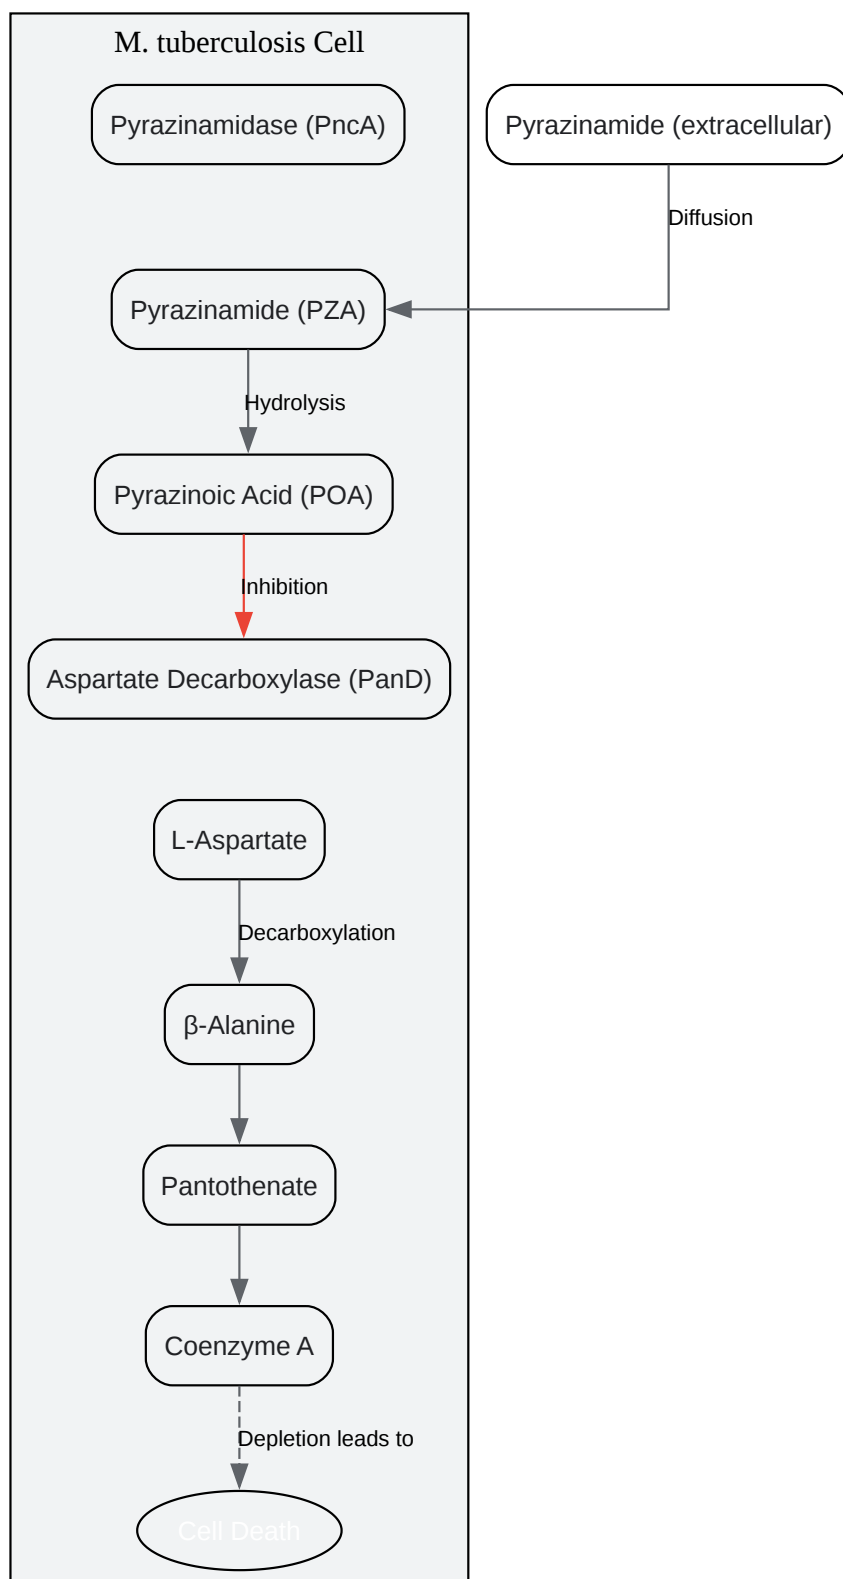 M. tuberculosis Cell
Pyrazinamidase (PncA)
Pyrazinamide (extracellular)
Diffusion
Pyrazinamide (PZA)
Hydrolysis
Pyrazinoic Acid (POA)
Inhibition
Aspartate Decarboxylase (PanD)
L-Aspartate
Decarboxylation
β-Alanine
Pantothenate
Coenzyme A
Depletion leads to
Cell Death